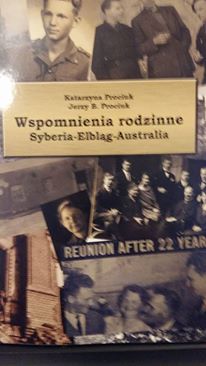 Katarzyna Prociuk
Jerzy B. Prociuk
Wspomnienia rodzinne
Syberia-Elbląg-Australia
REUNION AFTER 22 YEAR